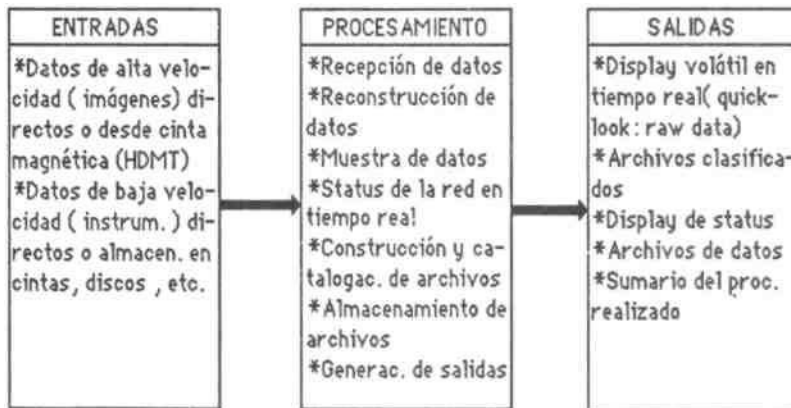 ENTRADAS
*Datos de alta velo-
cidad ( imágenes) di-
rectos o desde cinta
magnética (HDMT)
*Datos de baja velo-
cidad ( instrum. ) di-
rectos o almacen. en
cintas, discos , etc.
PROCESAMIENTO
*Recepción de datos
*Reconstrucción de
datos
*Muestra de datos
*Status de la red en
tiempo real
*Construcción y ca-
talogac. de archivos
*Almacenamiento de
archivos
*Generac. de salidas
SALIDAS
*Display volátil en
tiempo real( quick-
look : raw data)
*Archivos clasifica-
dos
*Display de status
*Archivos de datos
*Sumario del proc.
realizado